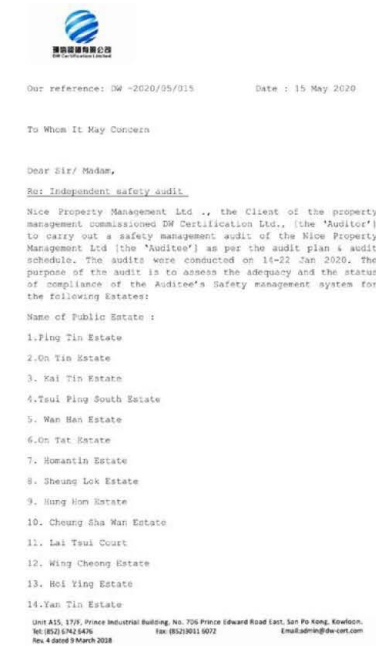 DW Certification Limited
Our reference: DW -2020/05/015 Date : 15 May 2020
To Whom It May Concern
Dear Sir/ Madam,
Re: Independent safety audit
Nice Property Management Ltd ., the Client of the property
management commissioned DW Certification Ltd., [the 'Auditor']
to carry out a safety management audit of the Nice Property
Management Ltd [the 'Auditee'] as per the audit plan & audit
schedule. The audits were conducted on 14-22 Jan 2020. The
purpose of the audit is to assess the adequacy and the status
of compliance of the Auditee's Safety management system for
the following Estates:
Name of Public Estate :
1.Ping Tin Estate
2.On Tin Estate
3. Kai Tin Estate
4.Tsui Ping South Estate
5. Wan Han Estate
6.On Tat Estate
7. Homantin Estate
8. Sheung Lok Estate
9. Hung Hom Estate
10. Cheung Sha Wan Estate
11. Lai Tsui Court
12. Wing Cheong Estate
13. Hoi Ying Estate
14.Yan Tin Estate
Unit A15, 17/F, Prince Industrial Building, No. 706 Prince Edward Road East, San Po Kong, Kowloon.
Tel: (852) 6742 6476 Fax: (852)3011 6072 Email:admin@dw-cert.com
Rev. 4 dated 9 March 2018